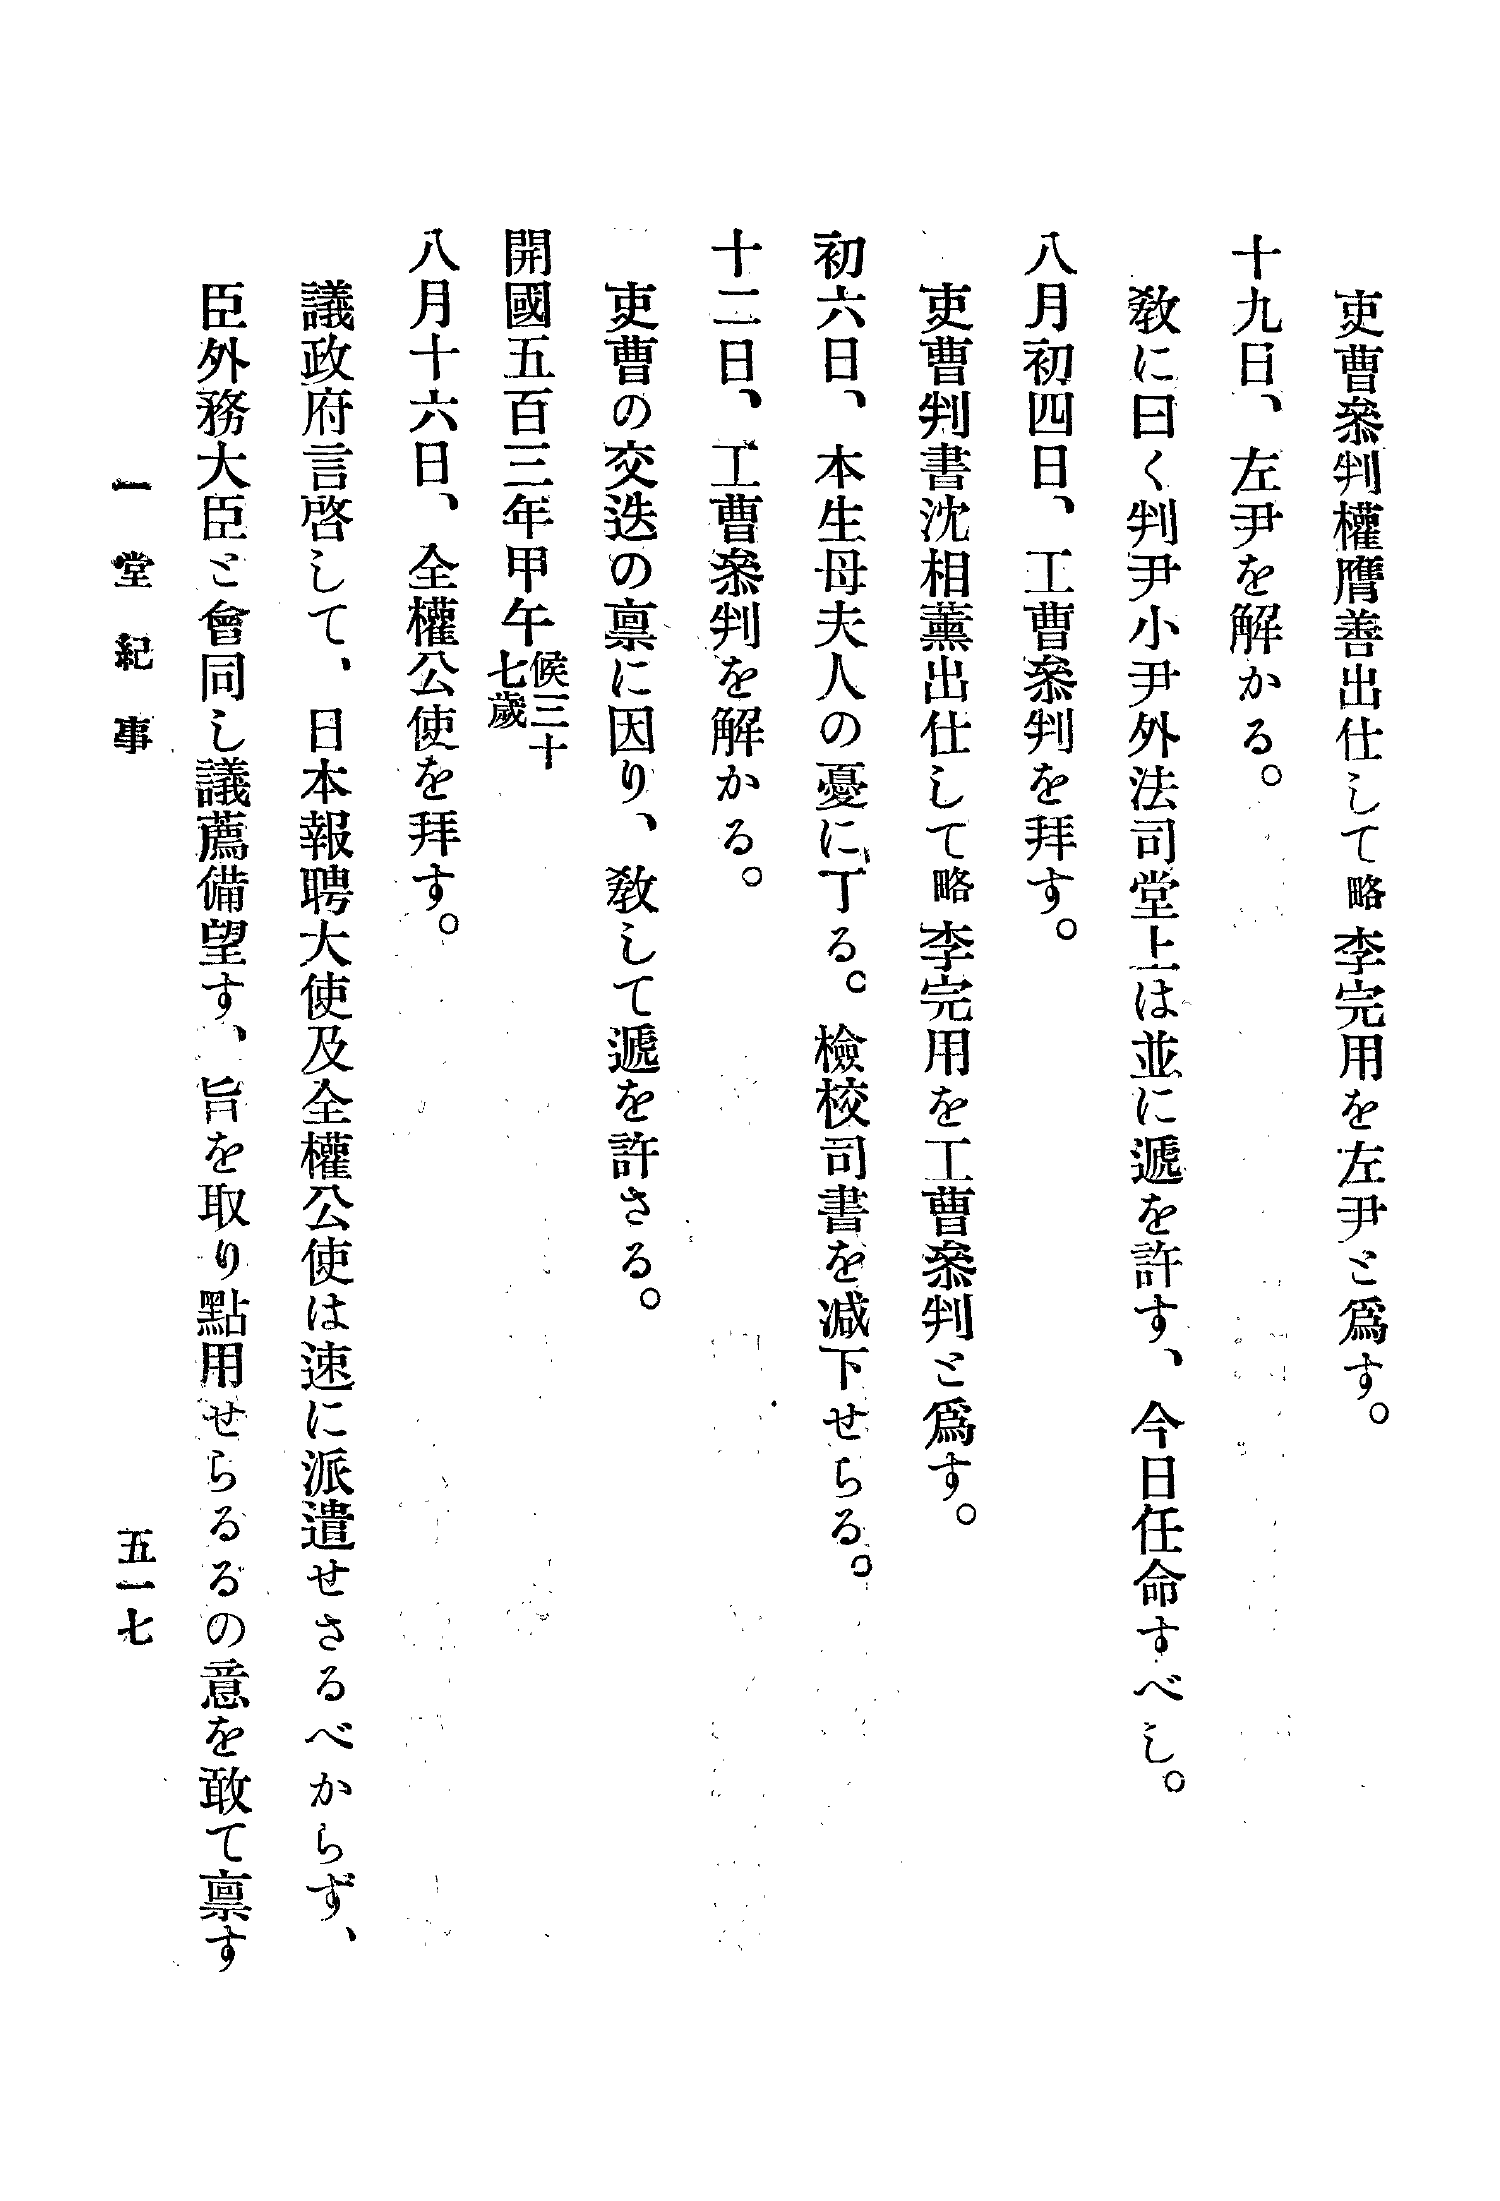 吏曹叅判權膺善出仕して略李完用を左尹と爲す。
十九日、左尹を解かる。
敎に曰く判尹小尹外法司堂上は並に遞を許す、今日任命すべし。
八月初四日、工曹叅判を拜す。
吏曹判書沈相薰出仕して略李完用を工曹叅判と爲す。
初六日、本生母夫人の憂に丁る。檢校司書を減下せらる。
十二日、工曹叅判を解かる。
吏曹の交迭の禀に因り、敎して遞を許さる。
開國五百三年甲午候三十七歲
八月十六日、全權公使を拜す。
議政府言啓して、日本報聘大使及全權公使は速に派遣せさるべからず、
臣外務大臣と會同し議薦備望す、旨を取り點用せらるるの意を敢て禀す
一堂紀事
五一七